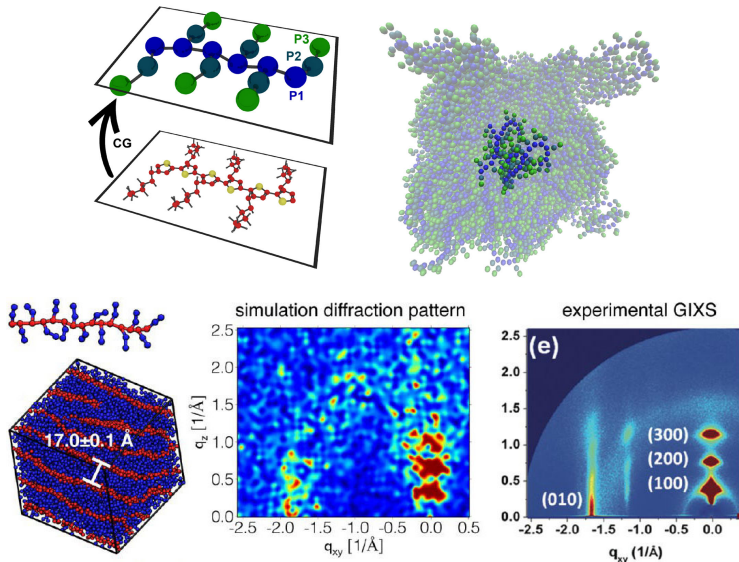 P3
P2
P1
CG
simulation diffraction pattern
experimental GIXS
17.0±0.1 Å
2.5
2.0
1.5
1.0
0.5
0.0
q_z [1/Å]
-2.5 -2.0 -1.5 -1.0 -0.5 0.0
q_xy [1/Å]
(e)
2.5
2.0
1.5
1.0
0.5
0.0
(300)
(200)
(100)
(010)
-2.5 -2.0 -1.5 -1.0 -0.5 0.0
q_xy (1/Å)